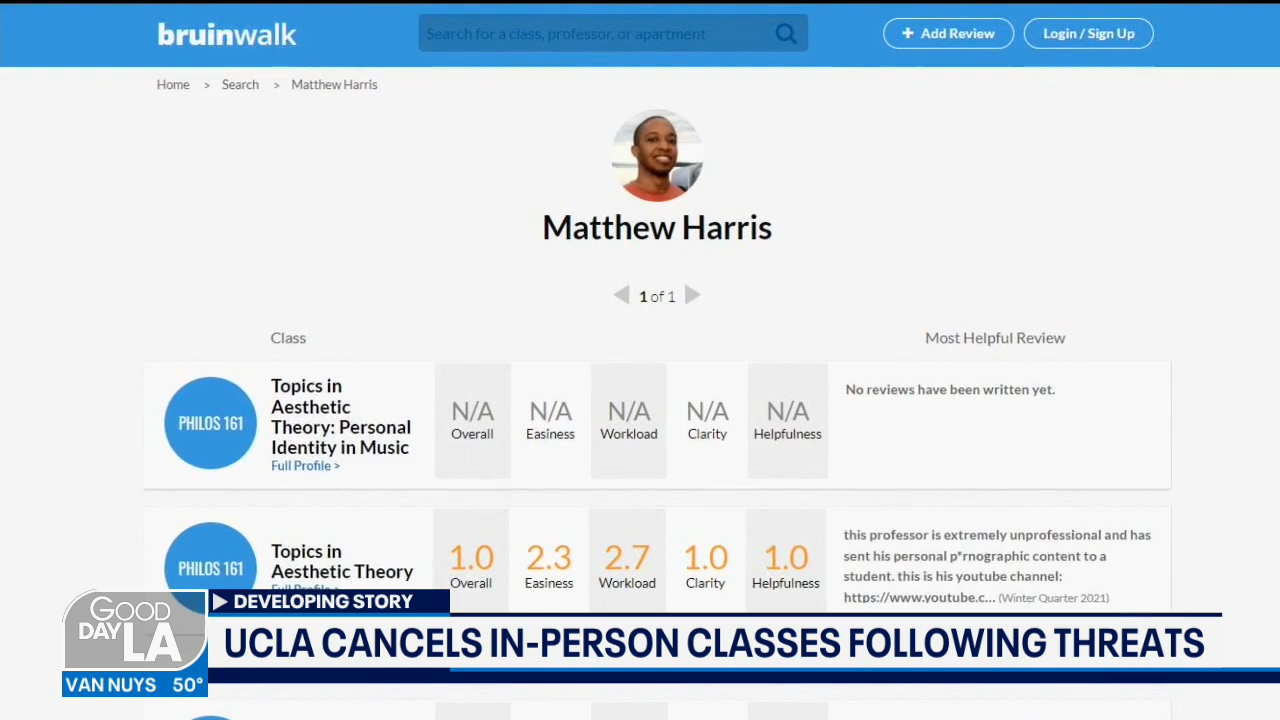 bruinwalk
Search for a class, professor, or apartment
+ Add Review
Login / Sign Up
Home > Search > Matthew Harris
Matthew Harris
1 of 1
Class
Most Helpful Review
PHILOS 161
Topics in
Aesthetic
Theory: Personal
Identity in Music
Full Profile >
N/A
Overall
N/A
Easiness
N/A
Workload
N/A
Clarity
N/A
Helpfulness
No reviews have been written yet.
PHILOS 161
Topics in
Aesthetic Theory
Full Profile >
1.0
Overall
2.3
Easiness
2.7
Workload
1.0
Clarity
1.0
Helpfulness
this professor is extremely unprofessional and has
sent his personal p*rnographic content to a
student. this is his youtube channel:
https://www.youtube.c... (Winter Quarter 2021)
GOOD
DAY
LA
DEVELOPING STORY
UCLA CANCELS IN-PERSON CLASSES FOLLOWING THREATS
VAN NUYS 50°